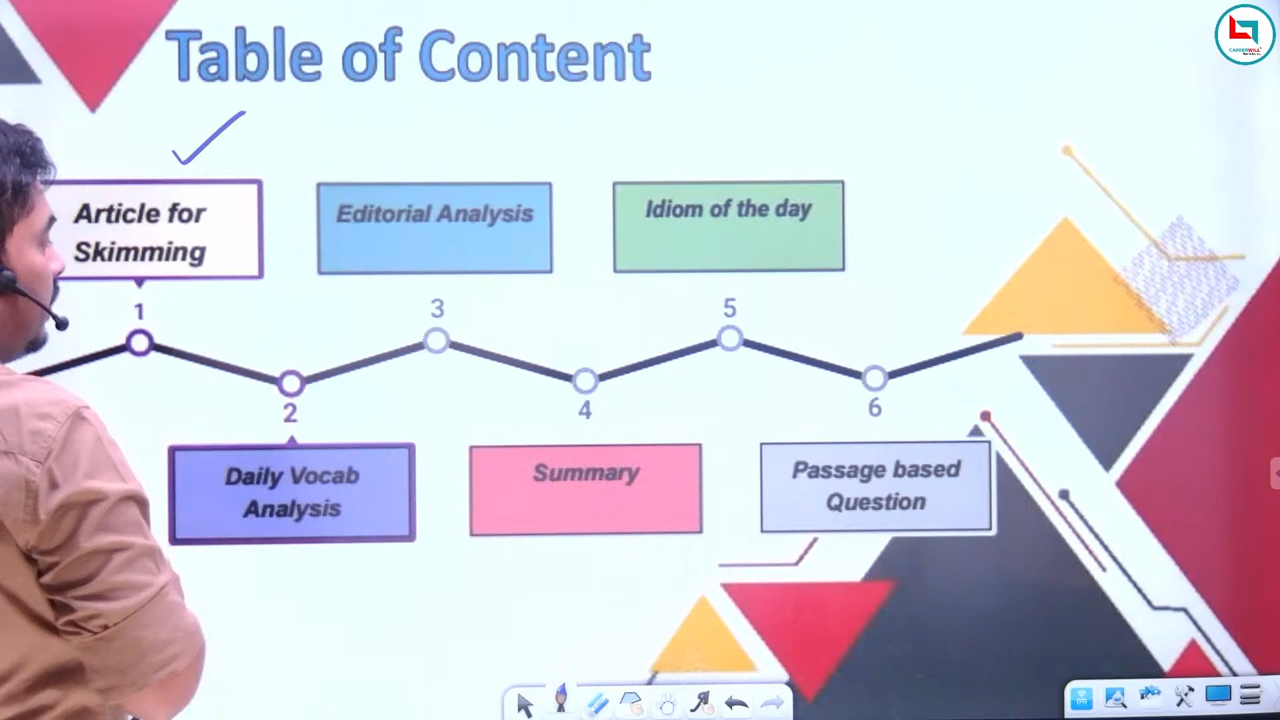 Table of Content
Article for
Skimming
Editorial Analysis
Idiom of the day
1
3
5
2
4
6
Daily Vocab
Analysis
Summary
Passage based
Question
CAREERWILL